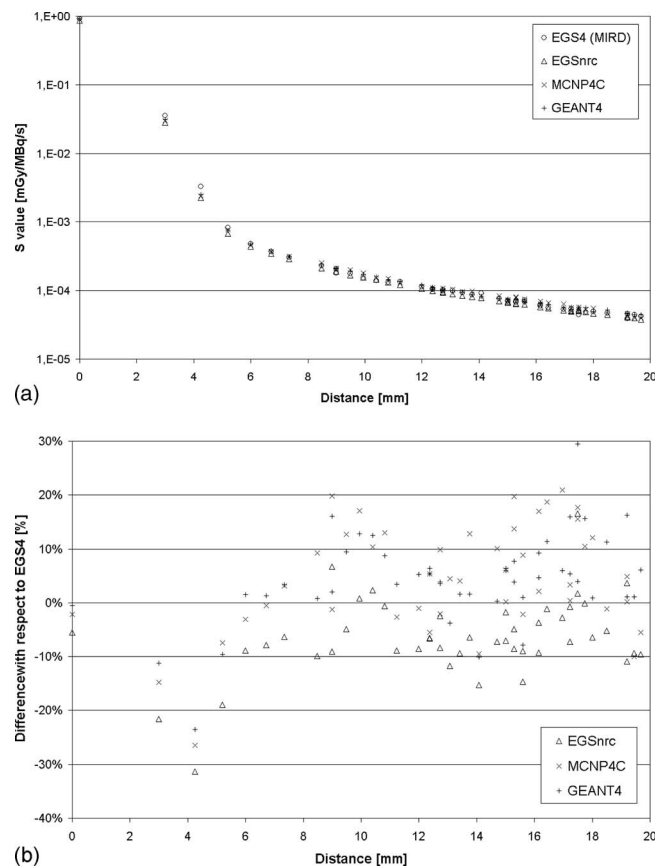 1,E+00
1,E-01
1,E-02
1,E-03
1,E-04
1,E-05
S value [mGy/MBq/s]
EGS4 (MIRD)
EGSnrc
MCNP4C
GEANT4
0 2 4 6 8 10 12 14 16 18 20
Distance [mm]
(a)
30%
20%
10%
0%
-10%
-20%
-30%
-40%
Differencewith respect to EGS4 [%]
EGSnrc
MCNP4C
GEANT4
0 2 4 6 8 10 12 14 16 18 20
Distance [mm]
(b)